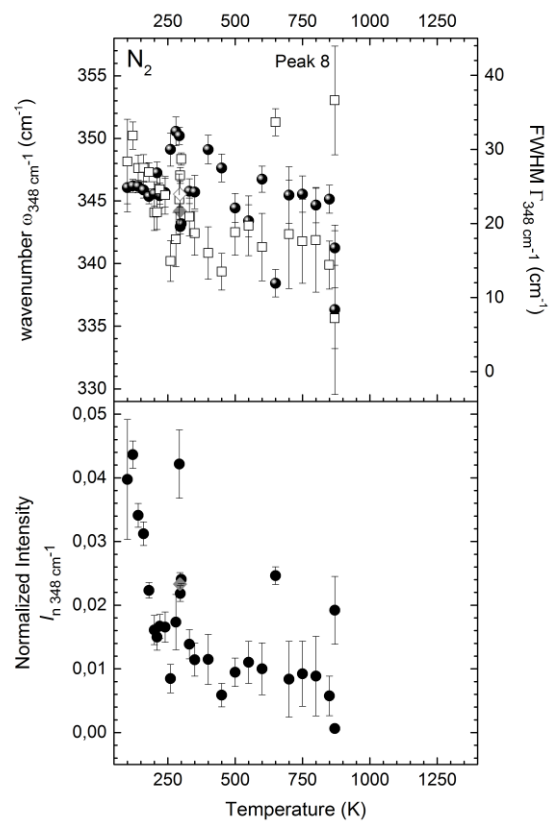 250 500 750 1000 1250
N₂
Peak 8
355
350
345
340
335
330
wavenumber ω₃₄₈ cm⁻¹ (cm⁻¹)
40
30
20
10
0
FWHM Γ₃₄₈ cm⁻¹ (cm⁻¹)
0,05
0,04
0,03
0,02
0,01
0,00
Normalized Intensity
Iₙ ₃₄₈ cm⁻¹
250 500 750 1000 1250
Temperature (K)